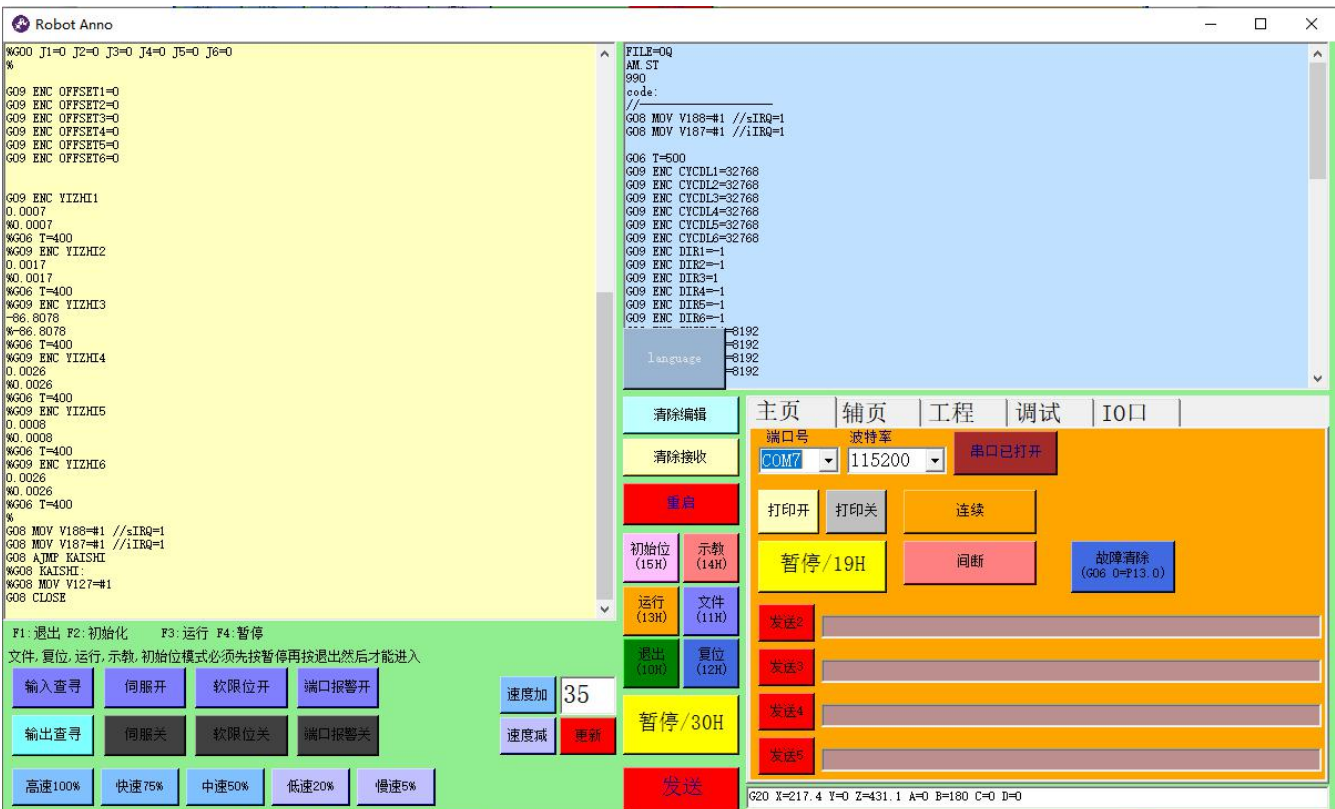 Robot Anno
%G00 J1=0 J2=0 J3=0 J4=0 J5=0 J6=0
%
G09 ENC OFFSET1=0
G09 ENC OFFSET2=0
G09 ENC OFFSET3=0
G09 ENC OFFSET4=0
G09 ENC OFFSET5=0
G09 ENC OFFSET6=0
G09 ENC YIZHI1
0.0007
%0.0007
%G06 T=400
%G09 ENC YIZHI2
0.0017
%0.0017
%G06 T=400
%G09 ENC YIZHI3
-86.8078
%-86.8078
%G06 T=400
%G09 ENC YIZHI4
0.0026
%0.0026
%G06 T=400
%G09 ENC YIZHI5
0.0008
%0.0008
%G06 T=400
%G09 ENC YIZHI6
0.0026
%0.0026
%G06 T=400
%
G08 MOV V188=#1 //sIRQ=1
G08 MOV V187=#1 //iIRQ=1
G08 AJMP KAISHI
%G08 KAISHI:
%G08 MOV V127=#1
G08 CLOSE
FILE=0Q
AM.ST
990
code:
//————————————
G08 MOV V188=#1 //sIRQ=1
G08 MOV V187=#1 //iIRQ=1
G06 T=500
G09 ENC CYCDL1=32768
G09 ENC CYCDL2=32768
G09 ENC CYCDL3=32768
G09 ENC CYCDL4=32768
G09 ENC CYCDL5=32768
G09 ENC CYCDL6=32768
G09 ENC DIR1=-1
G09 ENC DIR2=-1
G09 ENC DIR3=1
G09 ENC DIR4=-1
G09 ENC DIR5=-1
G09 ENC DIR6=-1
=8192
=8192
=8192
=8192
language
F1:退出 F2:初始化 F3:运行 F4:暂停
文件,复位,运行,示教,初始位模式必须先按暂停再按退出然后才能进入
输入查寻 伺服开 软限位开 端口报警开
输出查寻 伺服关 软限位关 端口报警关
高速100% 快速75% 中速50% 低速20% 慢速5%
速度加 35
速度减 更新
清除编辑
清除接收
重启
初始位 示教
(15H) (14H)
运行 文件
(13H) (11H)
退出 复位
(10H) (12H)
暂停/30H
发送
主页 辅页 工程 调试 IO口
端口号 波特率
COM7 115200 串口已打开
打印开 打印关 连续
暂停/19H 间断 故障清除
(G06 O=P13.0)
发送2
发送3
发送4
发送5
G20 X=217.4 Y=0 Z=431.1 A=0 B=180 C=0 D=0